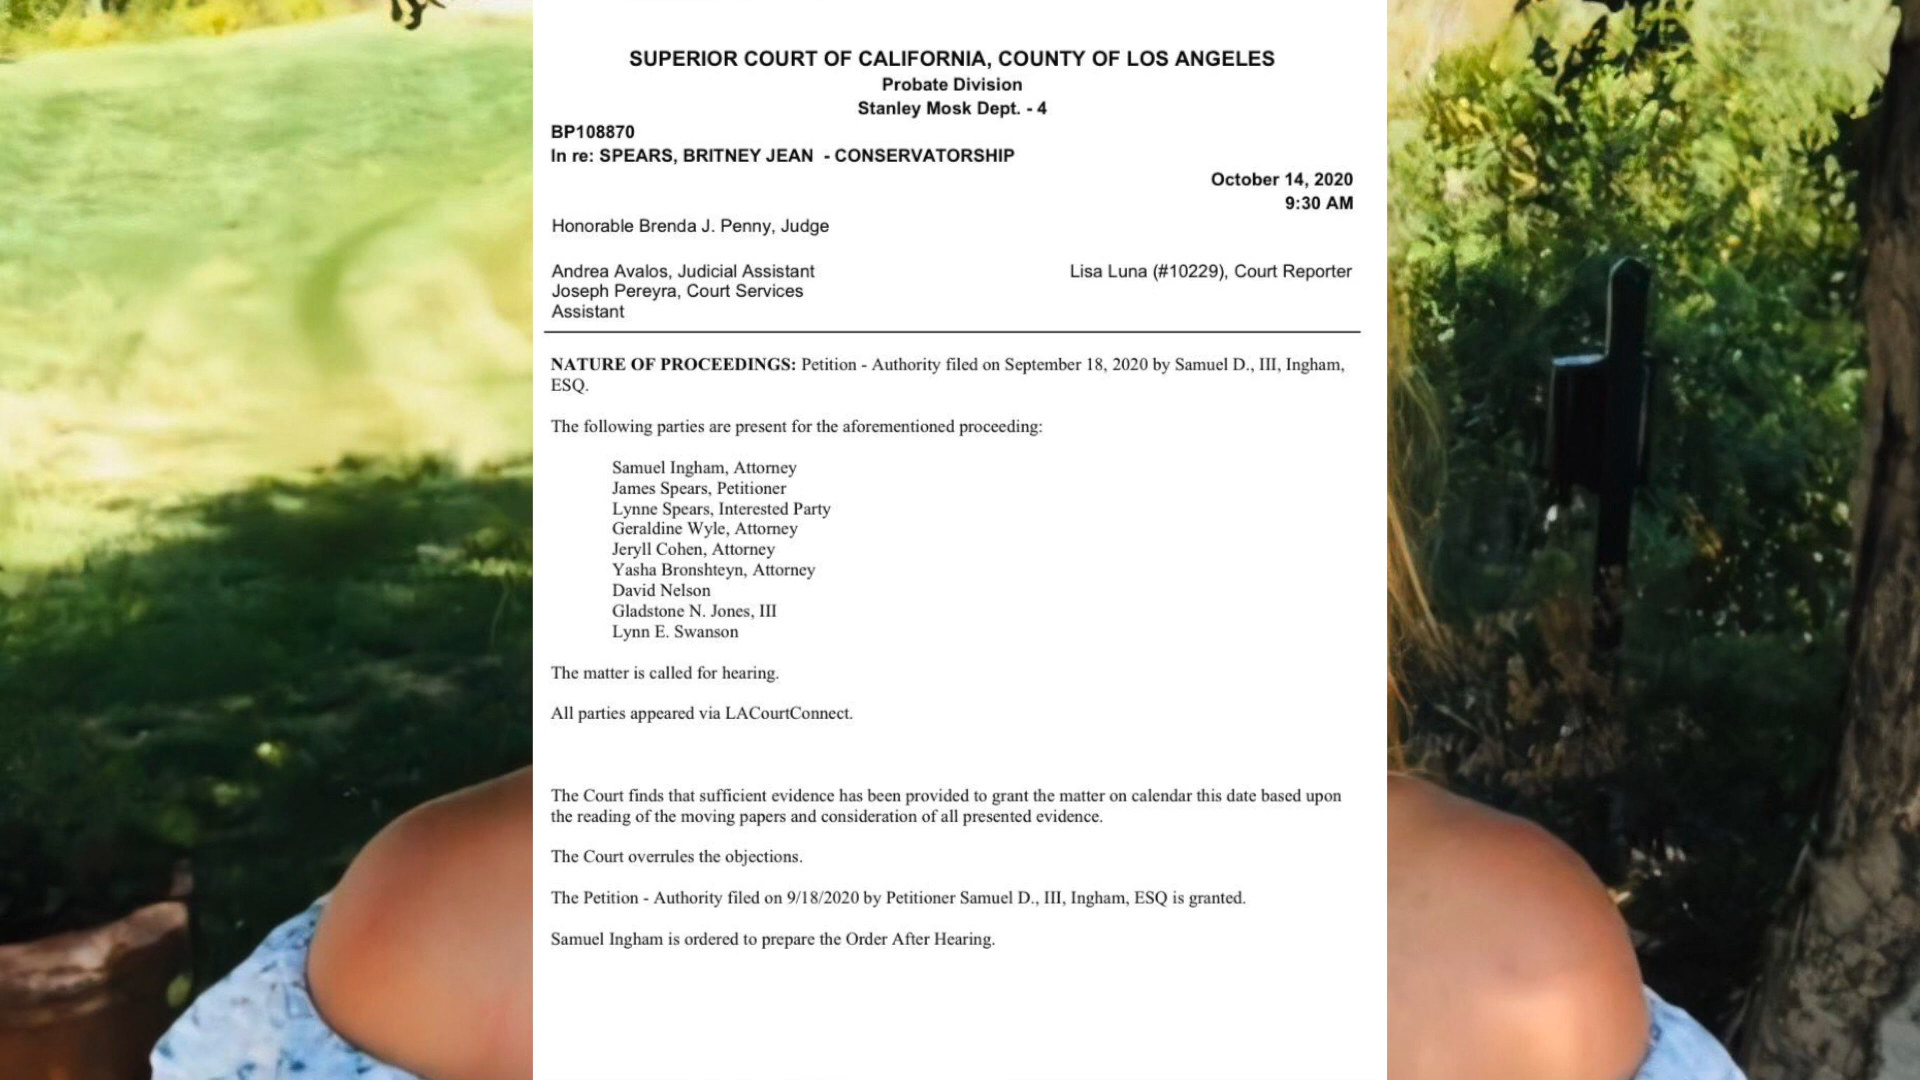 SUPERIOR COURT OF CALIFORNIA, COUNTY OF LOS ANGELES
Probate Division
Stanley Mosk Dept. - 4
BP108870
In re: SPEARS, BRITNEY JEAN - CONSERVATORSHIP
October 14, 2020
9:30 AM
Honorable Brenda J. Penny, Judge
Andrea Avalos, Judicial Assistant
Lisa Luna (#10229), Court Reporter
Joseph Pereyra, Court Services
Assistant
NATURE OF PROCEEDINGS: Petition - Authority filed on September 18, 2020 by Samuel D., III, Ingham,
ESQ.
The following parties are present for the aforementioned proceeding:
Samuel Ingham, Attorney
James Spears, Petitioner
Lynne Spears, Interested Party
Geraldine Wyle, Attorney
Jeryll Cohen, Attorney
Yasha Bronshteyn, Attorney
David Nelson
Gladstone N. Jones, III
Lynn E. Swanson
The matter is called for hearing.
All parties appeared via LACourtConnect.
The Court finds that sufficient evidence has been provided to grant the matter on calendar this date based upon
the reading of the moving papers and consideration of all presented evidence.
The Court overrules the objections.
The Petition - Authority filed on 9/18/2020 by Petitioner Samuel D., III, Ingham, ESQ is granted.
Samuel Ingham is ordered to prepare the Order After Hearing.